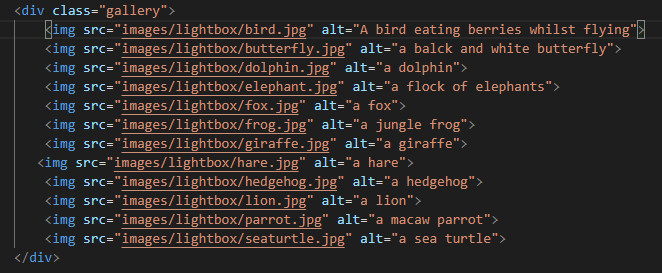 <div class="gallery">
<img src="images/lightbox/bird.jpg" alt="A bird eating berries whilst flying">
<img src="images/lightbox/butterfly.jpg" alt="a balck and white butterfly">
<img src="images/lightbox/dolphin.jpg" alt="a dolphin">
<img src="images/lightbox/elephant.jpg" alt="a flock of elephants">
<img src="images/lightbox/fox.jpg" alt="a fox">
<img src="images/lightbox/frog.jpg" alt="a jungle frog">
<img src="images/lightbox/giraffe.jpg" alt="a giraffe">
<img src="images/lightbox/hare.jpg" alt="a hare">
<img src="images/lightbox/hedgehog.jpg" alt="a hedgehog">
<img src="images/lightbox/lion.jpg" alt="a lion">
<img src="images/lightbox/parrot.jpg" alt="a macaw parrot">
<img src="images/lightbox/seaturtle.jpg" alt="a sea turtle">
</div>